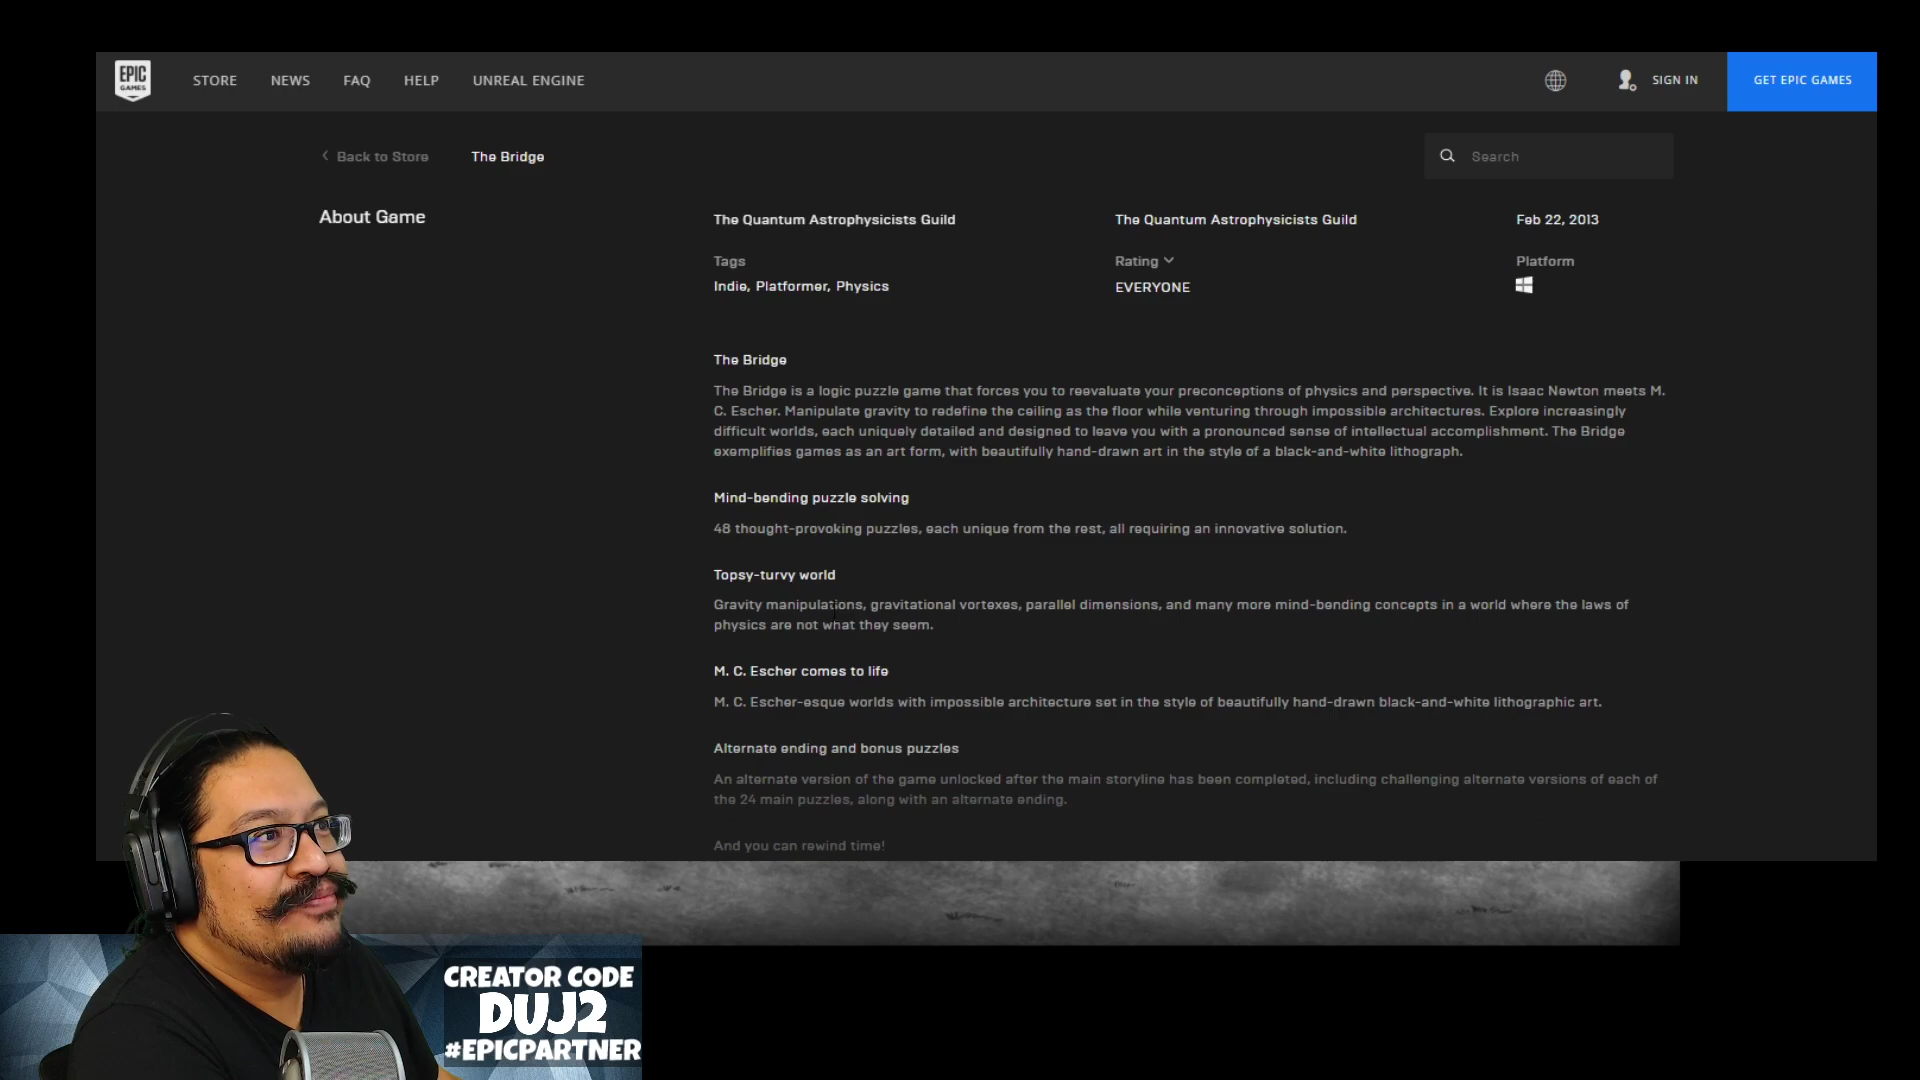 EPIC
GAMES
STORE
NEWS
FAQ
HELP
UNREAL ENGINE
SIGN IN
GET EPIC GAMES
Back to Store
The Bridge
Search
About Game
The Quantum Astrophysicists Guild
The Quantum Astrophysicists Guild
Feb 22, 2013
Tags
Rating
Platform
Indie, Platformer, Physics
EVERYONE
The Bridge
The Bridge is a logic puzzle game that forces you to reevaluate your preconceptions of physics and perspective. It is Isaac Newton meets M.
C. Escher. Manipulate gravity to redefine the ceiling as the floor while venturing through impossible architectures. Explore increasingly
difficult worlds, each uniquely detailed and designed to leave you with a pronounced sense of intellectual accomplishment. The Bridge
exemplifies games as an art form, with beautifully hand-drawn art in the style of a black-and-white lithograph.
Mind-bending puzzle solving
48 thought-provoking puzzles, each unique from the rest, all requiring an innovative solution.
Topsy-turvy world
Gravity manipulations, gravitational vortexes, parallel dimensions, and many more mind-bending concepts in a world where the laws of
physics are not what they seem.
M. C. Escher comes to life
M. C. Escher-esque worlds with impossible architecture set in the style of beautifully hand-drawn black-and-white lithographic art.
Alternate ending and bonus puzzles
An alternate version of the game unlocked after the main storyline has been completed, including challenging alternate versions of each of
the 24 main puzzles, along with an alternate ending.
And you can rewind time!
CREATOR CODE
DUJ2
#EPICPARTNER